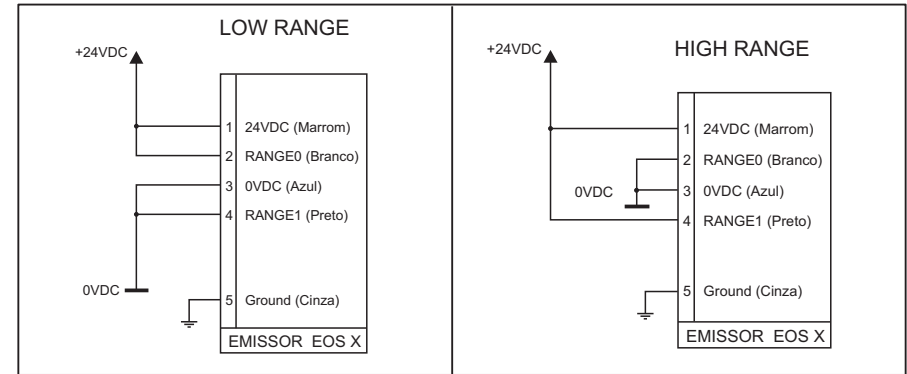 LOW RANGE
+24VDC
1 24VDC (Marrom)
2 RANGE0 (Branco)
3 0VDC (Azul)
4 RANGE1 (Preto)
0VDC
5 Ground (Cinza)
EMISSOR EOS X
HIGH RANGE
+24VDC
1 24VDC (Marrom)
2 RANGE0 (Branco)
0VDC
3 0VDC (Azul)
4 RANGE1 (Preto)
5 Ground (Cinza)
EMISSOR EOS X